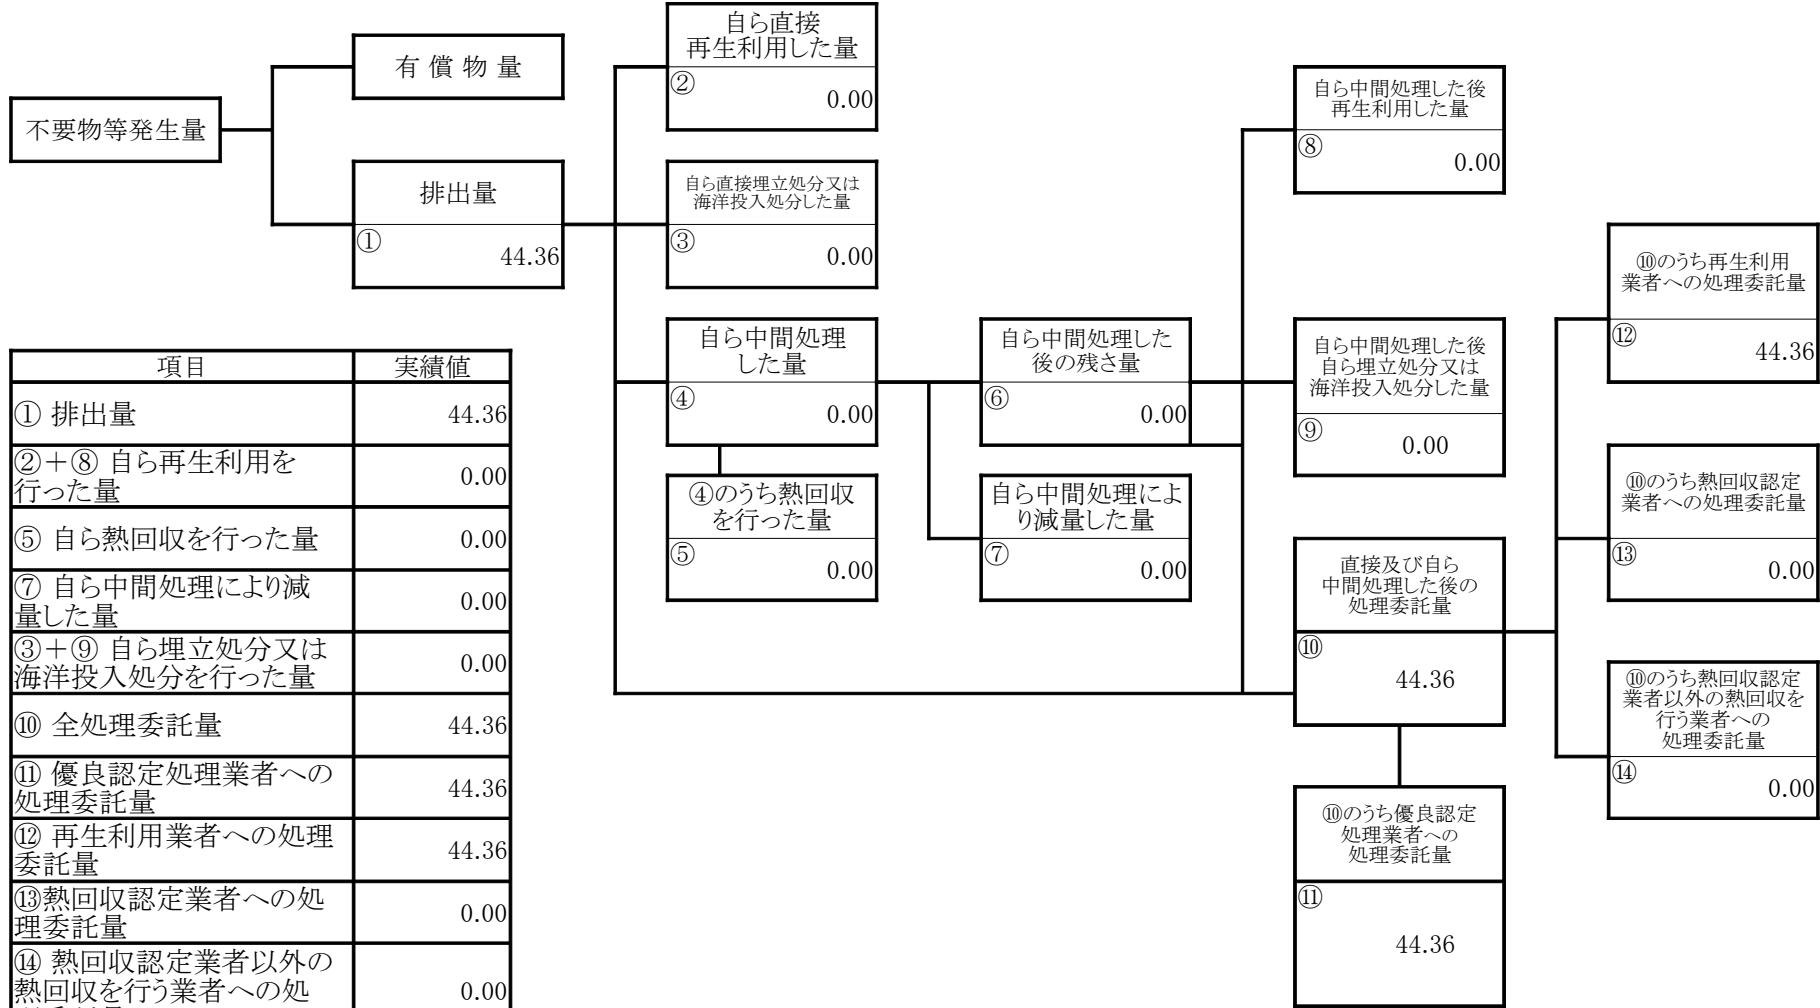 不要物等発生量
有償物量
排出量
①
44.36
自ら直接
再生利用した量
②
0.00
自ら直接埋立処分又は
海洋投入処分した量
③
0.00
自ら中間処理
した量
④
0.00
④のうち熱回収
を行った量
⑤
0.00
自ら中間処理した
後の残さ量
⑥
0.00
自ら中間処理によ
り減量した量
⑦
0.00
自ら中間処理した後
再生利用した量
⑧
0.00
自ら中間処理した後
自ら埋立処分又は
海洋投入処分した量
⑨
0.00
直接及び自ら
中間処理した後の
処理委託量
⑩
44.36
⑩のうち優良認定
処理業者への
処理委託量
⑪
44.36
⑩のうち再生利用
業者への処理委託量
⑫
44.36
⑩のうち熱回収認定
業者への処理委託量
⑬
0.00
⑩のうち熱回収認定
業者以外の熱回収を
行う業者への
処理委託量
⑭
0.00
項目 実績値
① 排出量 44.36
②＋⑧ 自ら再生利用を
行った量 0.00
⑤ 自ら熱回収を行った量 0.00
⑦ 自ら中間処理により減
量した量 0.00
③＋⑨ 自ら埋立処分又は
海洋投入処分を行った量 0.00
⑩ 全処理委託量 44.36
⑪ 優良認定処理業者への
処理委託量 44.36
⑫ 再生利用業者への処理
委託量 44.36
⑬熱回収認定業者への処
理委託量 0.00
⑭ 熱回収認定業者以外の
熱回収を行う業者への処 0.00